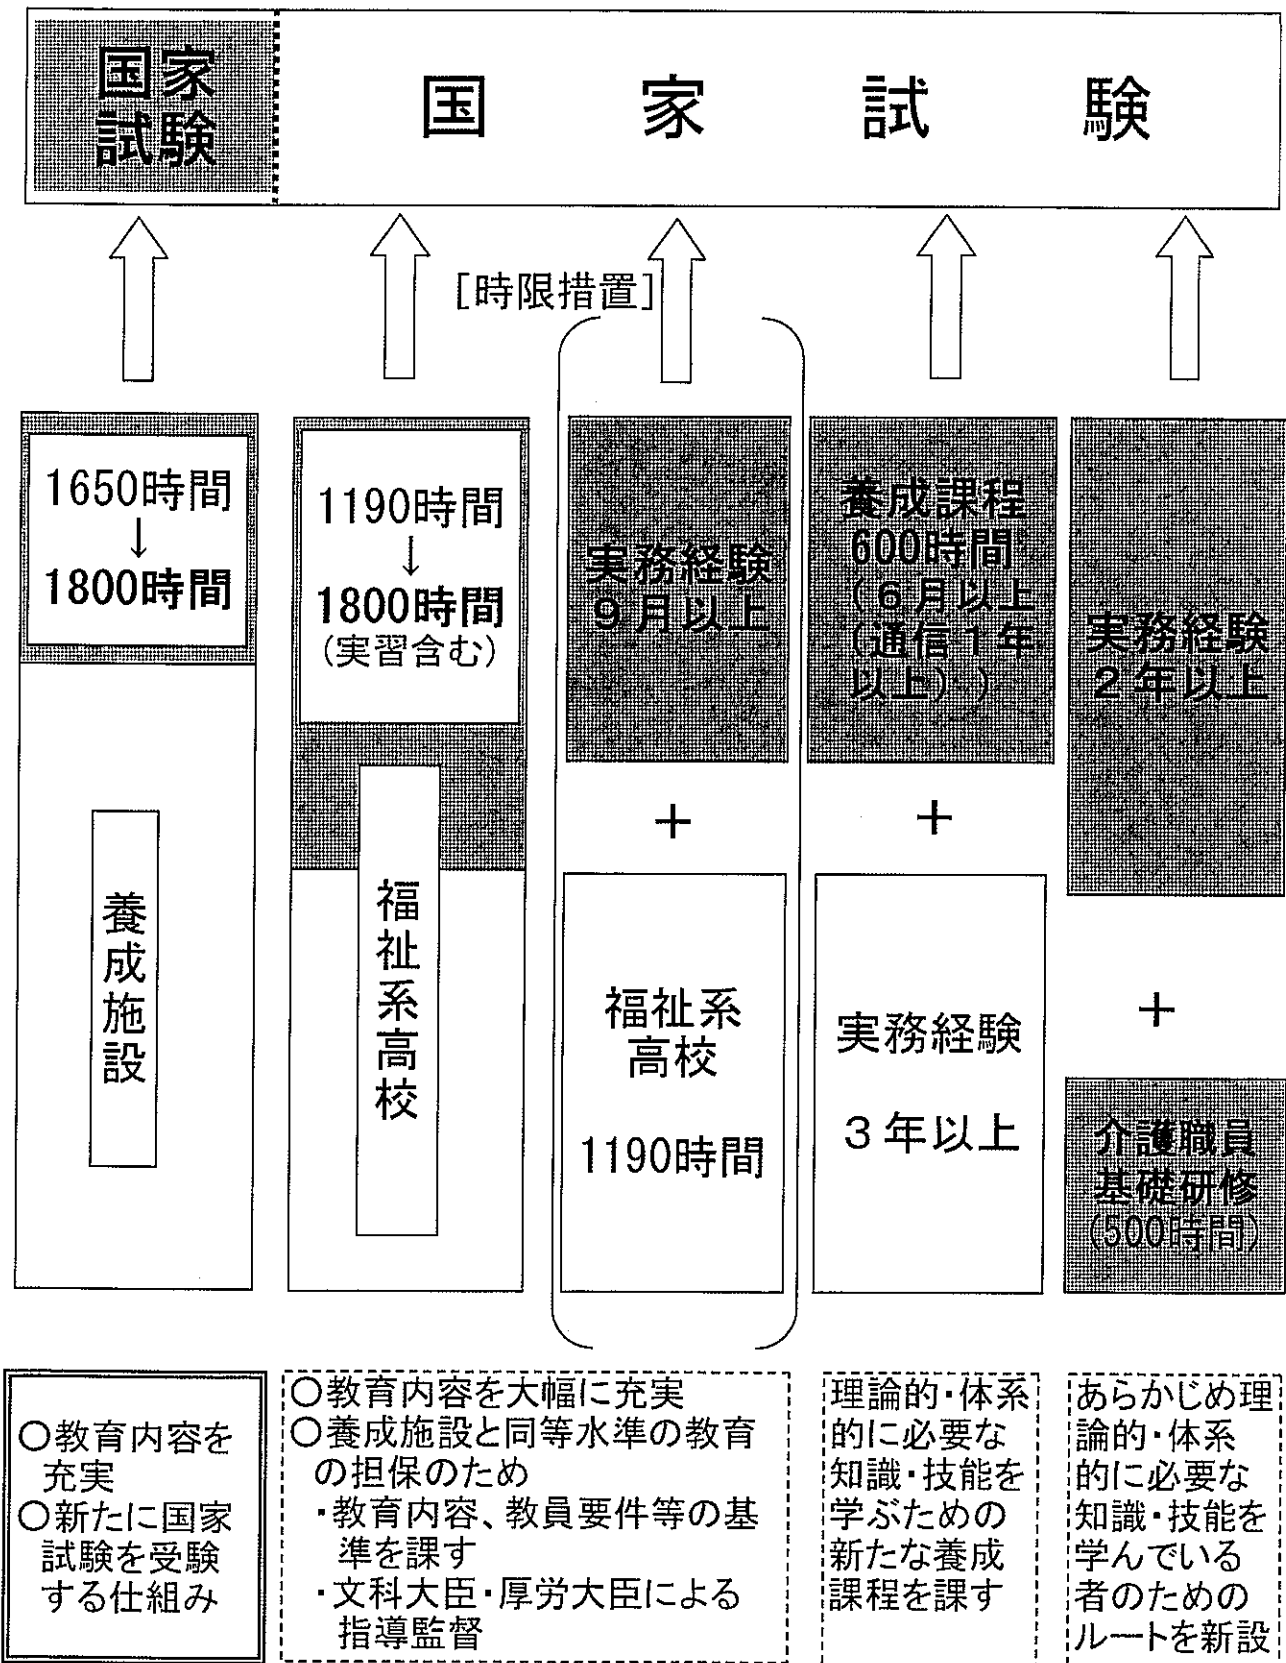 国家
試験
国家試験
[時限措置]
1650時間
↓
1800時間
養成施設
1190時間
↓
1800時間
(実習含む)
福祉系高校
実務経験
9月以上
+
福祉系
高校
1190時間
養成課程
600時間
(6月以上
(通信1年
以上))
+
実務経験
3年以上
実務経験
2年以上
+
介護職員
基礎研修
(500時間)
○教育内容を
充実
○新たに国家
試験を受験
する仕組み
○教育内容を大幅に充実
○養成施設と同等水準の教育
の担保のため
・教育内容、教員要件等の基
準を課す
・文科大臣・厚労大臣による
指導監督
理論的・体系
的に必要な
知識・技能を
学ぶための
新たな養成
課程を課す
あらかじめ理
論的・体系
的に必要な
知識・技能を
学んでいる
者のための
ルートを新設